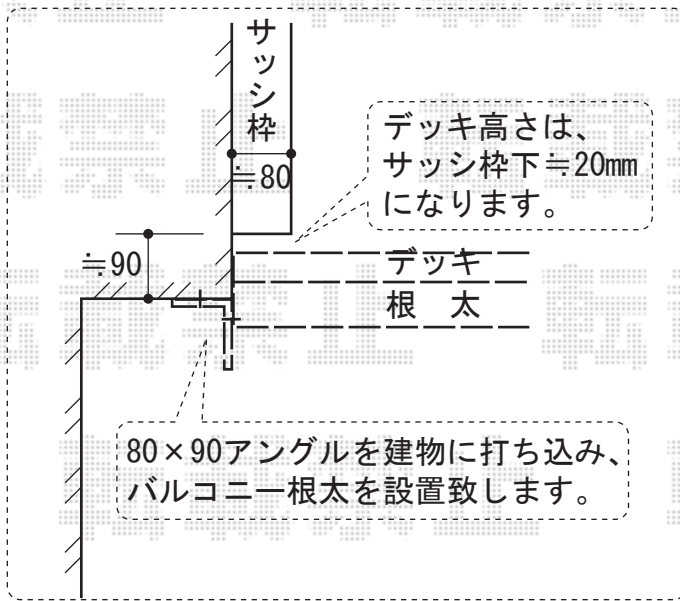 サッシ枠
≒80
デッキ高さは、
サッシ枠下≒20mm
になります。
≒90
デッキ
根 太
80×90アングルを建物に打ち込み、
バルコニー根太を設置致します。